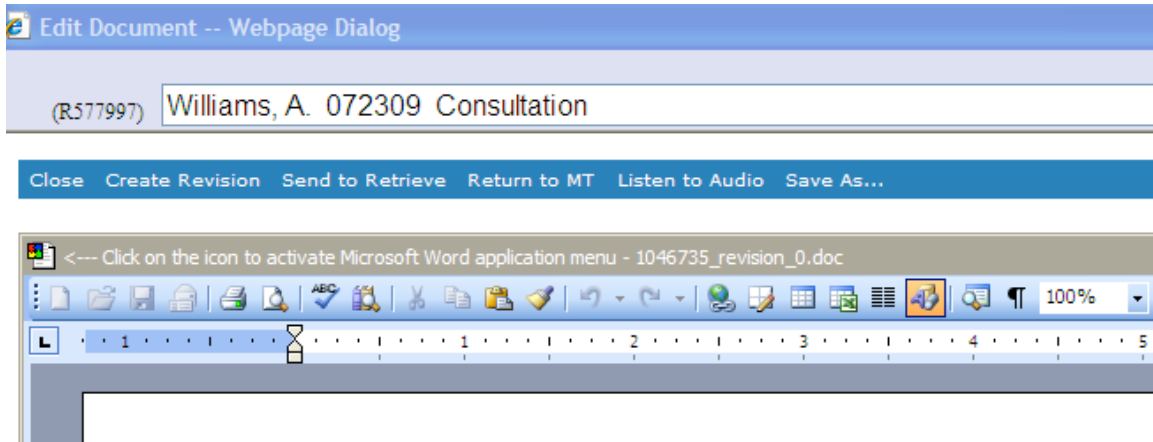 Edit Document -- Webpage Dialog
(R577997) Williams, A. 072309 Consultation
Close Create Revision Send to Retrieve Return to MT Listen to Audio Save As...
<--- Click on the icon to activate Microsoft Word application menu - 1046735_revision_0.doc
ABC ¶ 100%
L 1 1 2 3 4 5